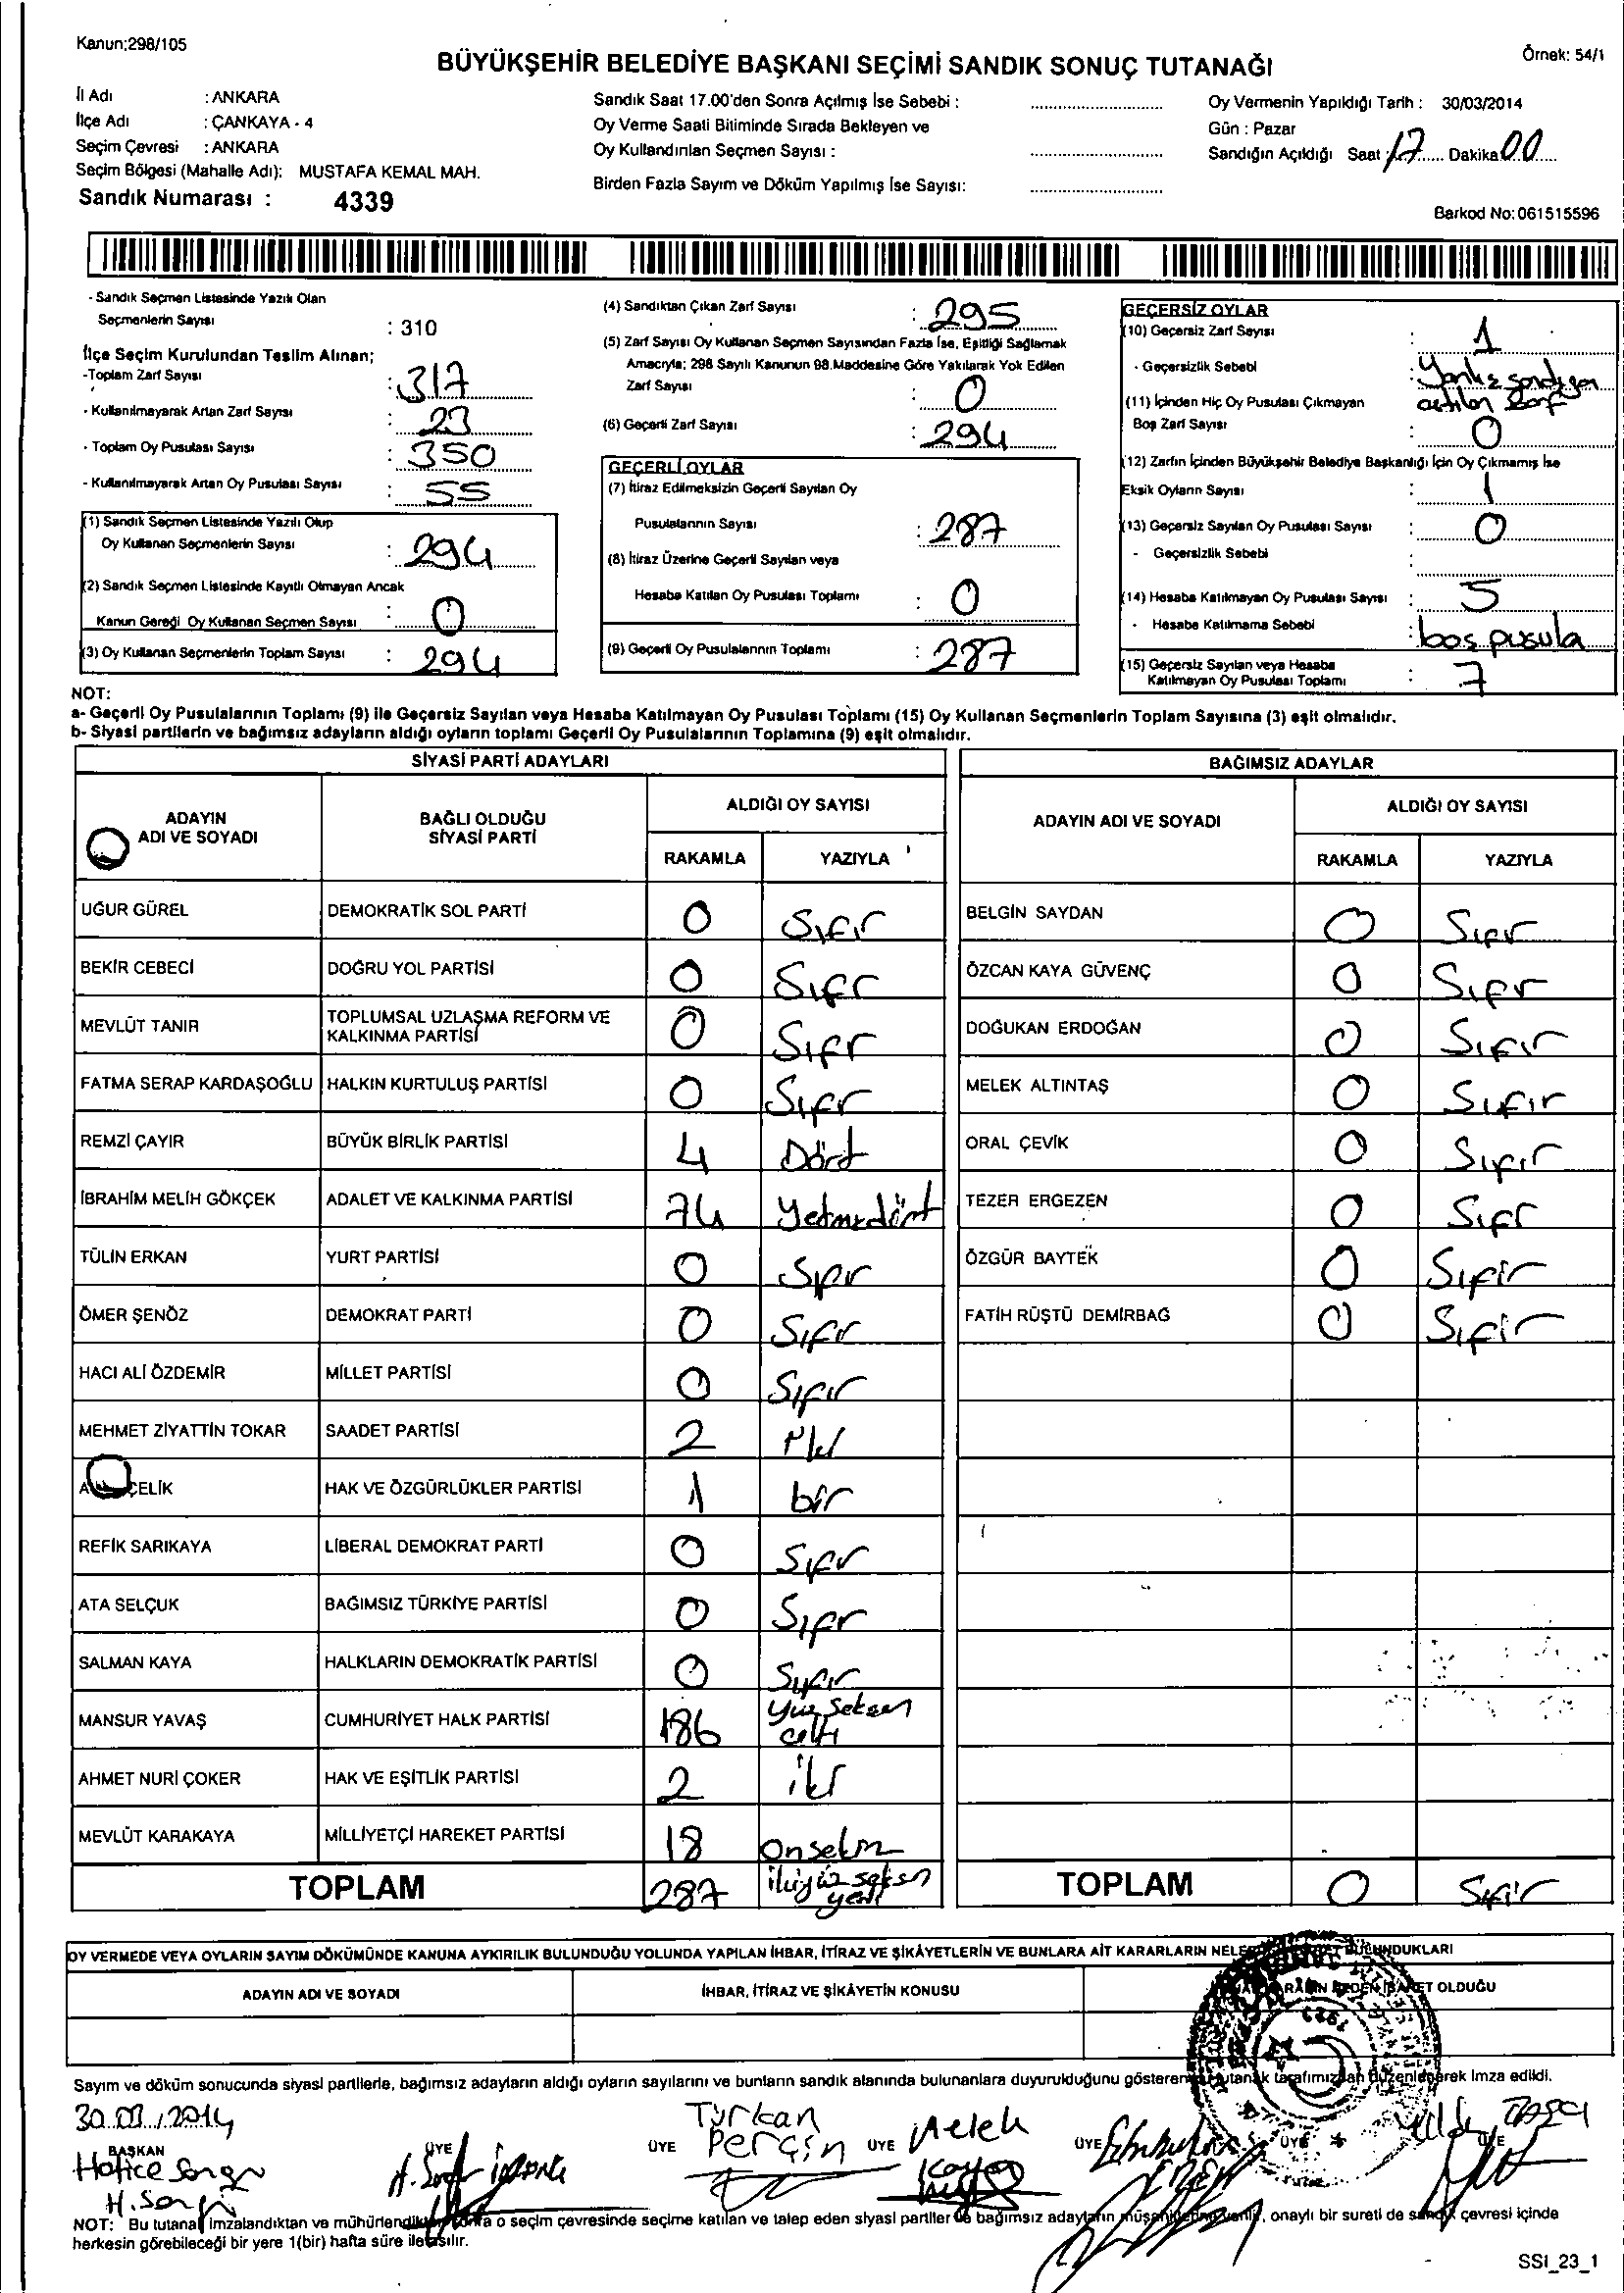 Kanun;298/105
BÜYÜKŞEHİR BELEDİYE BAŞKANI SEÇİMİ SANDIK SONUÇ TUTANAĞI
Örnek: 54/1
İl Adı : ANKARA
İlçe Adı : ÇANKAYA - 4
Seçim Çevresi : ANKARA
Seçim Bölgesi (Mahalle Adı): MUSTAFA KEMAL MAH.
Sandık Numarası : 4339
Sandık Saat 17.00'den Sonra Açılmış İse Sebebi :
Oy Verme Saati Bitiminde Sırada Bekleyen ve
Oy Kullandırılan Seçmen Sayısı :
Birden Fazla Sayım ve Döküm Yapılmış İse Sayısı:
Oy Vermenin Yapıldığı Tarih : 30/03/2014
Gün : Pazar
Sandığın Açıldığı Saat : 17 Dakika 00
Barkod No: 061515596
- Sandık Seçmen Listesinde Yazılı Olan
Seçmenlerin Sayısı : 310
İlçe Seçim Kurulundan Teslim Alınan;
-Toplam Zarf Sayısı : 317
- Kullanılmayarak Artan Zarf Sayısı : 23
- Toplam Oy Pusulası Sayısı : 350
- Kullanılmayarak Artan Oy Pusulası Sayısı : 55
(1) Sandık Seçmen Listesinde Yazılı Olup
Oy Kullanan Seçmenlerin Sayısı : 294
(2) Sandık Seçmen Listesinde Kayıtlı Olmayan Ancak
Kanun Gereği Oy Kullanan Seçmen Sayısı : 0
(3) Oy Kullanan Seçmenlerin Toplam Sayısı : 294
(4) Sandıktan Çıkan Zarf Sayısı : 295
(5) Zarf Sayısı Oy Kullanan Seçmen Sayısından Fazla İse, Eşitliği Sağlamak
Amacıyla; 298 Sayılı Kanunun 98.Maddesine Göre Yakılarak Yok Edilen
Zarf Sayısı : 0
(6) Geçerli Zarf Sayısı : 294
GEÇERLİ OYLAR
(7) İtiraz Edilmeksizin Geçerli Sayılan Oy
Pusulalarının Sayısı : 287
(8) İtiraz Üzerine Geçerli Sayılan veya
Hesaba Katılan Oy Pusulası Toplamı : 0
(9) Geçerli Oy Pusulalarının Toplamı : 287
GEÇERSİZ OYLAR
(10) Geçersiz Zarf Sayısı : 1
- Geçersizlik Sebebi : Yanlış sandığa
atılan zarf
(11) İçinden Hiç Oy Pusulası Çıkmayan
Boş Zarf Sayısı : 0
(12) Zarfın İçinden Büyükşehir Belediye Başkanlığı İçin Oy Çıkmamış İse
Eksik Oyların Sayısı : 1
(13) Geçersiz Sayılan Oy Pusulası Sayısı : 0
- Geçersizlik Sebebi
(14) Hesaba Katılmayan Oy Pusulası Sayısı : 5
- Hesaba Katılmama Sebebi : boş pusula
(15) Geçersiz Sayılan veya Hesaba
Katılmayan Oy Pusulası Toplamı : 7
NOT:
a- Geçerli Oy Pusulalarının Toplamı (9) ile Geçersiz Sayılan veya Hesaba Katılmayan Oy Pusulası Toplamı (15) Oy Kullanan Seçmenlerin Toplam Sayısına (3) eşit olmalıdır.
b- Siyasi partilerin ve bağımsız adayların aldığı oyların toplamı Geçerli Oy Pusulalarının Toplamına (9) eşit olmalıdır.
SİYASİ PARTİ ADAYLARI
ADAYIN ADI VE SOYADI BAĞLI OLDUĞU SİYASİ PARTİ ALDIĞI OY SAYISI
RAKAMLA YAZIYLA
UĞUR GÜREL DEMOKRATİK SOL PARTİ 0 Sıfır
BEKİR CEBECİ DOĞRU YOL PARTİSİ 0 Sıfır
MEVLÜT TANIR TOPLUMSAL UZLAŞMA REFORM VE KALKINMA PARTİSİ 0 Sıfır
FATMA SERAP KARDAŞOĞLU HALKIN KURTULUŞ PARTİSİ 0 Sıfır
REMZİ ÇAYIR BÜYÜK BİRLİK PARTİSİ 4 Dört
İBRAHİM MELİH GÖKÇEK ADALET VE KALKINMA PARTİSİ 74 Yetmişdört
TÜLİN ERKAN YURT PARTİSİ 0 Sıfır
ÖMER ŞENÖZ DEMOKRAT PARTİ 0 Sıfır
HACI ALİ ÖZDEMİR MİLLET PARTİSİ 0 Sıfır
MEHMET ZİYATTİN TOKAR SAADET PARTİSİ 2 iki
ÇELİK HAK VE ÖZGÜRLÜKLER PARTİSİ 1 bir
REFİK SARIKAYA LİBERAL DEMOKRAT PARTİ 0 Sıfır
ATA SELÇUK BAĞIMSIZ TÜRKİYE PARTİSİ 0 Sıfır
SALMAN KAYA HALKLARIN DEMOKRATİK PARTİSİ 0 Sıfır
MANSUR YAVAŞ CUMHURİYET HALK PARTİSİ 186 Yüz Seksen altı
AHMET NURİ ÇOKER HAK VE EŞİTLİK PARTİSİ 2 iki
MEVLÜT KARAKAYA MİLLİYETÇİ HAREKET PARTİSİ 18 Onsekiz
TOPLAM 287 ikiyüz seksen yedi
BAĞIMSIZ ADAYLAR
ADAYIN ADI VE SOYADI ALDIĞI OY SAYISI
RAKAMLA YAZIYLA
BELGİN SAYDAN 0 Sıfır
ÖZCAN KAYA GÜVENÇ 0 Sıfır
DOĞUKAN ERDOĞAN 0 Sıfır
MELEK ALTINTAŞ 0 Sıfır
ORAL ÇEVİK 0 Sıfır
TEZER ERGEZEN 0 Sıfır
ÖZGÜR BAYTEK 0 Sıfır
FATİH RÜŞTÜ DEMİRBAĞ 0 Sıfır
TOPLAM 0 Sıfır
OY VERMEDE VEYA OYLARIN SAYIM DÖKÜMÜNDE KANUNA AYKIRILIK BULUNDUĞU YOLUNDA YAPILAN İHBAR, İTİRAZ VE ŞİKÂYETLERİN VE BUNLARA AİT KARARLARIN BULUNDUKLARI
ADAYIN ADI VE SOYADI İHBAR, İTİRAZ VE ŞİKÂYETİN KONUSU OLDUĞU
Sayım ve döküm sonucunda siyasi partilerle, bağımsız adayların aldığı oyların sayılarını ve bunların sandık alanında bulunanlara duyurulduğunu gösteren tutanak tarafımızdan düzenlenerek imza edildi.
30.03./2014
BAŞKAN ÜYE ÜYE ÜYE ÜYE ÜYE ÜYE
Hatice
Türkan
Perçin
Melek
NOT: Bu tutanak imzalandıktan ve mühürlendikten sonra o seçim çevresinde seçime katılan ve talep eden siyasi partiler ve bağımsız adayların müşahitlerine verilir, onaylı bir sureti de sandık çevresi içinde
herkesin görebileceği bir yere 1(bir) hafta süre ile asılır.
SSI_23_1